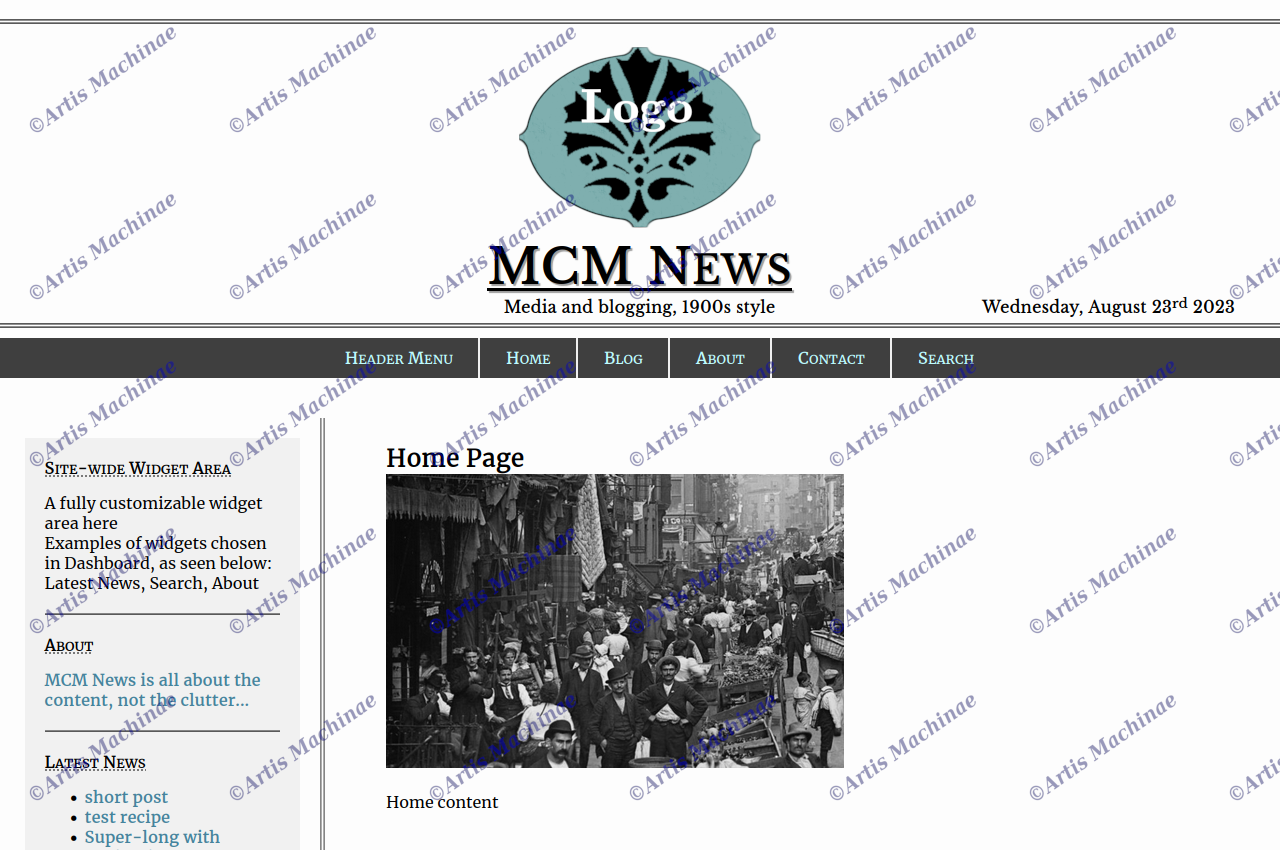 Logo
MCM News
Media and blogging, 1900s style
Wednesday, August 23rd 2023
Header Menu
Home
Blog
About
Contact
Search
Site-wide Widget Area
A fully customizable widget
area here
Examples of widgets chosen
in Dashboard, as seen below:
Latest News, Search, About
About
MCM News is all about the
content, not the clutter...
Latest News
short post
test recipe
Super-long with
Home Page
Home content
©Artis Machinae